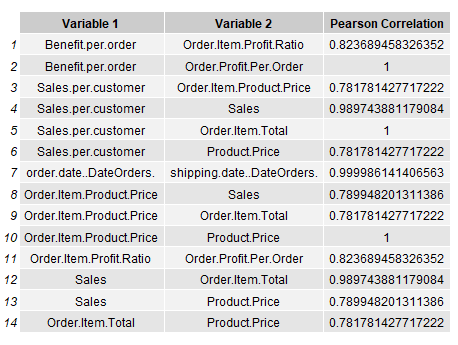 Variable 1 Variable 2 Pearson Correlation
1 Benefit.per.order Order.Item.Profit.Ratio 0.823689458326352
2 Benefit.per.order Order.Profit.Per.Order 1
3 Sales.per.customer Order.Item.Product.Price 0.781781427717222
4 Sales.per.customer Sales 0.989743881179084
5 Sales.per.customer Order.Item.Total 1
6 Sales.per.customer Product.Price 0.781781427717222
7 order.date..DateOrders. shipping.date..DateOrders. 0.999986141406563
8 Order.Item.Product.Price Sales 0.789948201311386
9 Order.Item.Product.Price Order.Item.Total 0.781781427717222
10 Order.Item.Product.Price Product.Price 1
11 Order.Item.Profit.Ratio Order.Profit.Per.Order 0.823689458326352
12 Sales Order.Item.Total 0.989743881179084
13 Sales Product.Price 0.789948201311386
14 Order.Item.Total Product.Price 0.781781427717222